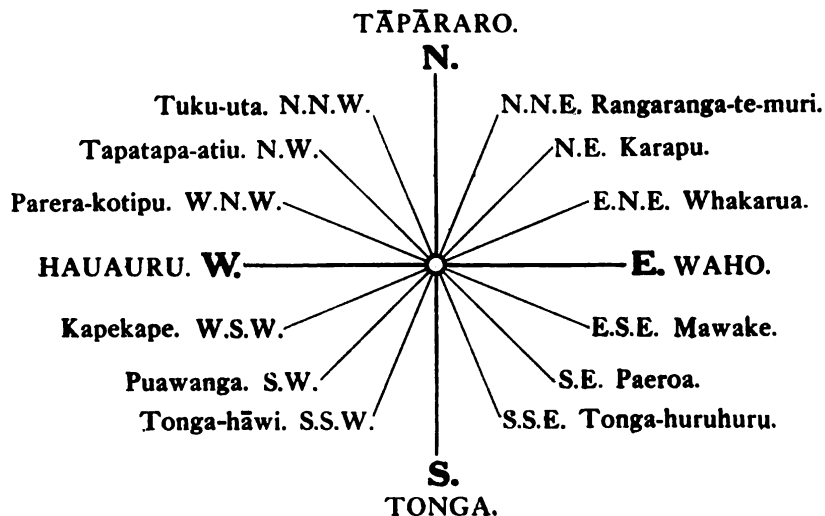 TĀPĀRARO.
N.
Tuku-uta. N.N.W.
N.N.E. Rangaranga-te-muri.
Tapatapa-atiu. N.W.
N.E. Karapu.
Parera-kotipu. W.N.W.
E.N.E. Whakarua.
HAUAURU. W.
E. WAHO.
Kapekape. W.S.W.
E.S.E. Mawake.
Puawanga. S.W.
S.E. Paeroa.
Tonga-hāwi. S.S.W.
S.S.E. Tonga-huruhuru.
S.
TONGA.